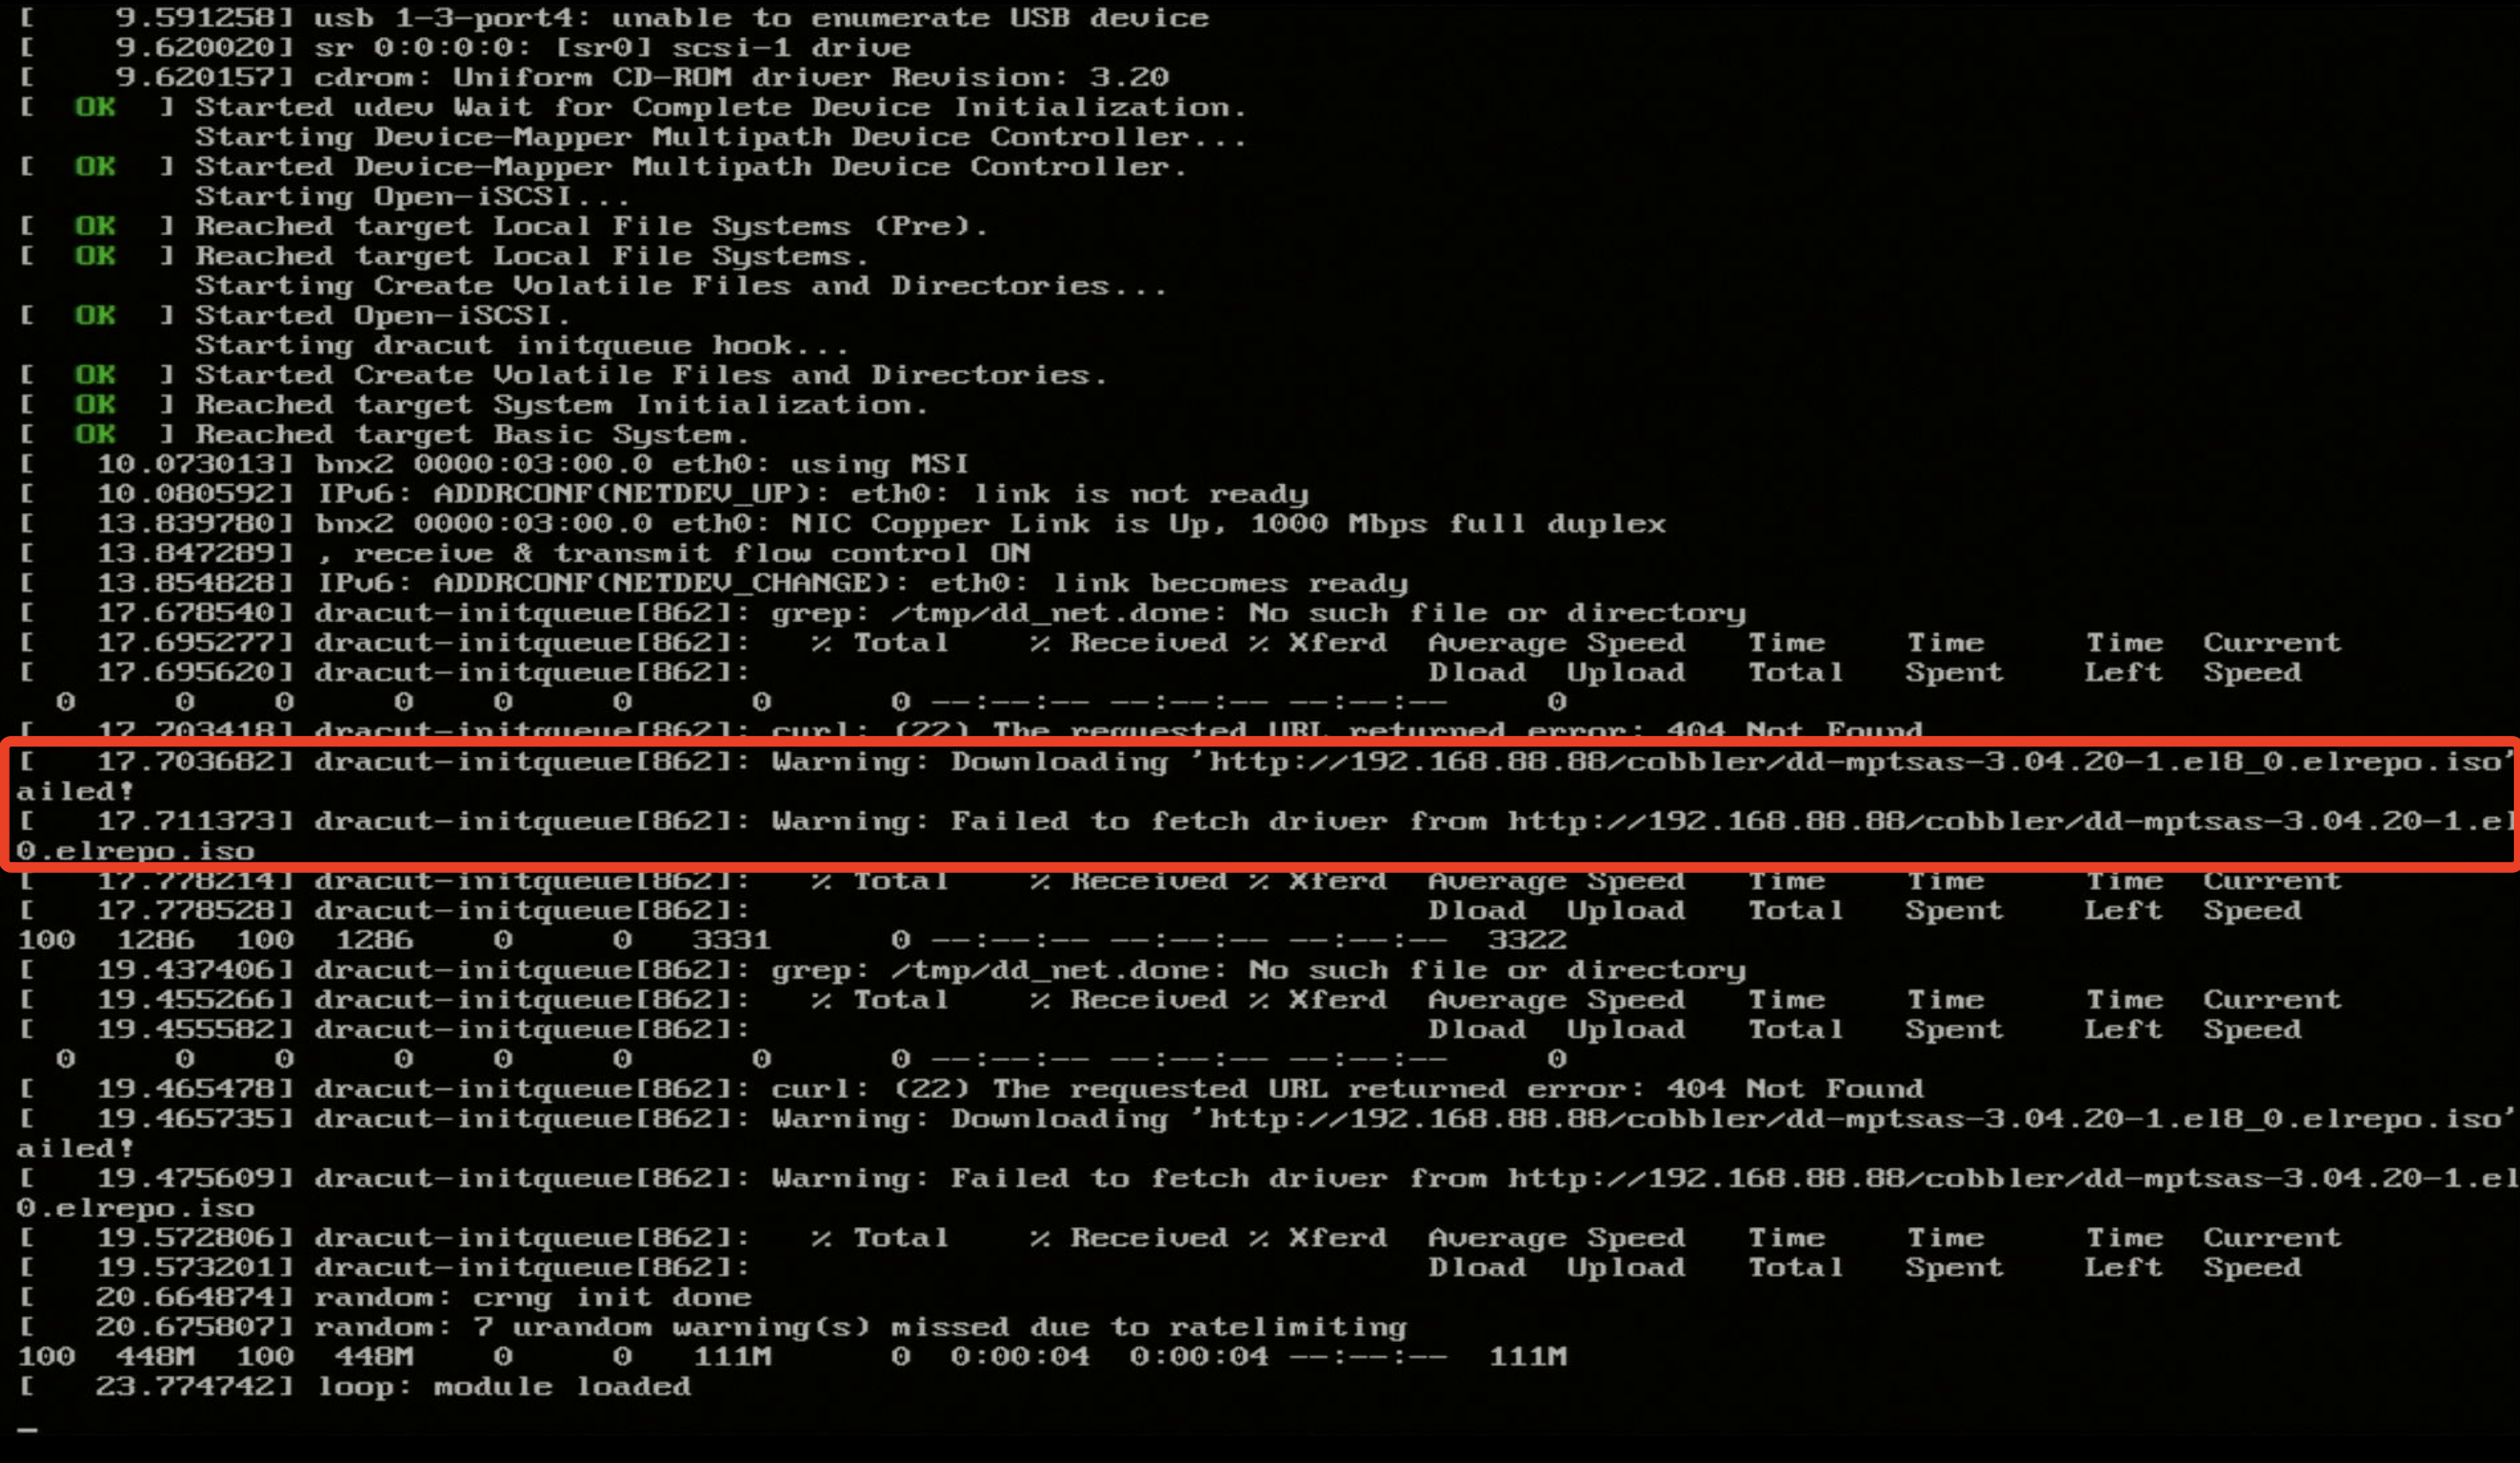 [    9.591258] usb 1-3-port4: unable to enumerate USB device
[    9.620020] sr 0:0:0:0: [sr0] scsi-1 drive
[    9.620157] cdrom: Uniform CD-ROM driver Revision: 3.20
[  OK  ] Started udev Wait for Complete Device Initialization.
         Starting Device-Mapper Multipath Device Controller...
[  OK  ] Started Device-Mapper Multipath Device Controller.
         Starting Open-iSCSI...
[  OK  ] Reached target Local File Systems (Pre).
[  OK  ] Reached target Local File Systems.
         Starting Create Volatile Files and Directories...
[  OK  ] Started Open-iSCSI.
         Starting dracut initqueue hook...
[  OK  ] Started Create Volatile Files and Directories.
[  OK  ] Reached target System Initialization.
[  OK  ] Reached target Basic System.
[   10.073013] bnx2 0000:03:00.0 eth0: using MSI
[   10.080592] IPv6: ADDRCONF(NETDEV_UP): eth0: link is not ready
[   13.839780] bnx2 0000:03:00.0 eth0: NIC Copper Link is Up, 1000 Mbps full duplex
[   13.847289] , receive & transmit flow control ON
[   13.854828] IPv6: ADDRCONF(NETDEV_CHANGE): eth0: link becomes ready
[   17.678540] dracut-initqueue[862]: grep: /tmp/dd_net.done: No such file or directory
[   17.695277] dracut-initqueue[862]:   % Total    % Received % Xferd  Average Speed   Time    Time     Time  Current
[   17.695620] dracut-initqueue[862]:                                  Dload  Upload   Total   Spent    Left  Speed
  0     0    0     0    0     0      0      0 --:--:-- --:--:-- --:--:--     0
[   17.703418] dracut-initqueue[862]: curl: (22) The requested URL returned error: 404 Not Found
[   17.703682] dracut-initqueue[862]: Warning: Downloading 'http://192.168.88.88/cobbler/dd-mptsas-3.04.20-1.el8_0.elrepo.iso'
ailed!
[   17.711373] dracut-initqueue[862]: Warning: Failed to fetch driver from http://192.168.88.88/cobbler/dd-mptsas-3.04.20-1.el
0.elrepo.iso
[   17.778214] dracut-initqueue[862]:   % Total    % Received % Xferd  Average Speed   Time    Time     Time  Current
[   17.778528] dracut-initqueue[862]:                                  Dload  Upload   Total   Spent    Left  Speed
100  1286  100  1286    0     0   3331      0 --:--:-- --:--:-- --:--:--  3322
[   19.437406] dracut-initqueue[862]: grep: /tmp/dd_net.done: No such file or directory
[   19.455266] dracut-initqueue[862]:   % Total    % Received % Xferd  Average Speed   Time    Time     Time  Current
[   19.455582] dracut-initqueue[862]:                                  Dload  Upload   Total   Spent    Left  Speed
  0     0    0     0    0     0      0      0 --:--:-- --:--:-- --:--:--     0
[   19.465478] dracut-initqueue[862]: curl: (22) The requested URL returned error: 404 Not Found
[   19.465735] dracut-initqueue[862]: Warning: Downloading 'http://192.168.88.88/cobbler/dd-mptsas-3.04.20-1.el8_0.elrepo.iso'
ailed!
[   19.475609] dracut-initqueue[862]: Warning: Failed to fetch driver from http://192.168.88.88/cobbler/dd-mptsas-3.04.20-1.el
0.elrepo.iso
[   19.572806] dracut-initqueue[862]:   % Total    % Received % Xferd  Average Speed   Time    Time     Time  Current
[   19.573201] dracut-initqueue[862]:                                  Dload  Upload   Total   Spent    Left  Speed
[   20.664874] random: crng init done
[   20.675807] random: 7 urandom warning(s) missed due to ratelimiting
100  448M  100  448M    0     0   111M      0  0:00:04  0:00:04 --:--:--  111M
[   23.774742] loop: module loaded
_